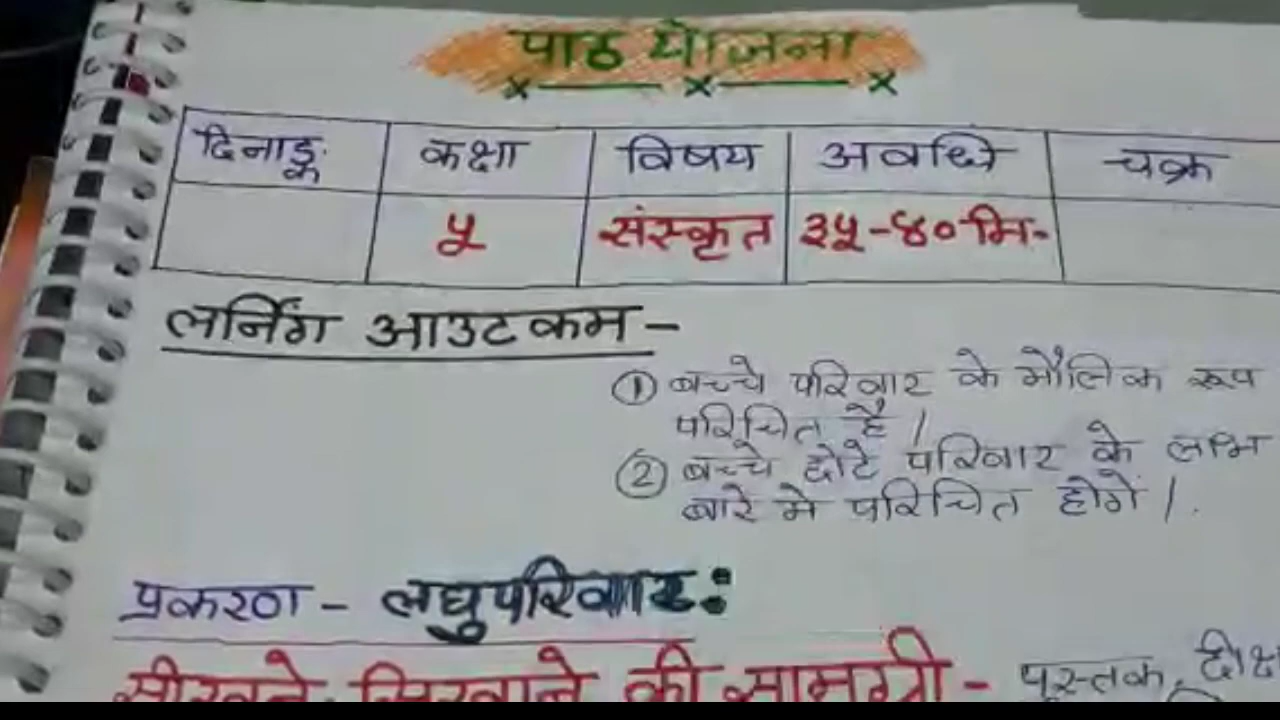 पाठ योजना
दिनाङ्क: कक्षा विषय अवधि चक्र
५ संस्कृत ३५-४० मि॰
लर्निंग आउटकम -
① बच्चे परिवार के मौलिक रूप
परिचित है।
② बच्चे छोटे परिवार के लाभ
बारे मे परिचित होगें।
प्रकरण - लघुपरिवार:
सीखने सिखाने की सामग्री - पुस्तक,